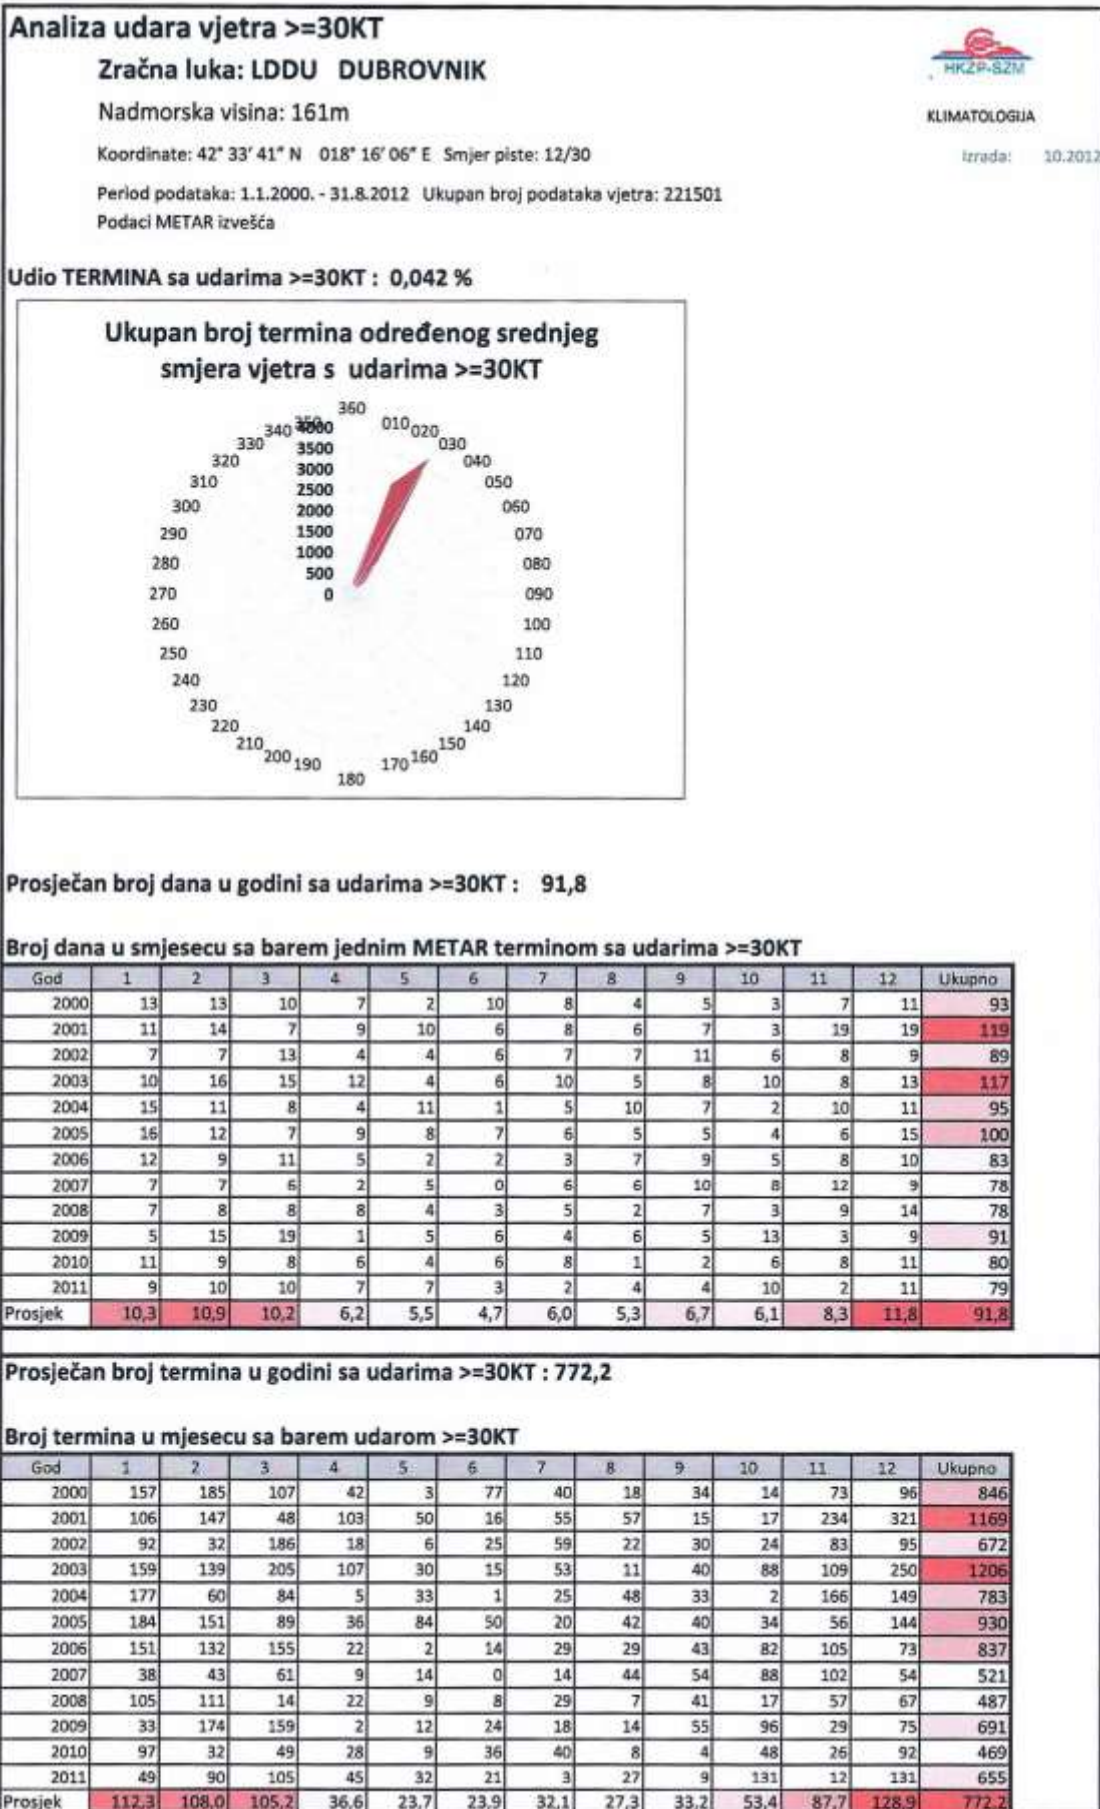 Analiza udara vjetra >=30KT
Zračna luka: LDDU DUBROVNIK
HKZP-SZM
Nadmorska visina: 161m
KLIMATOLOGIJA
Koordinate: 42° 33' 41" N 018° 16' 06" E Smjer piste: 12/30
Izrada: 10.2012
Period podataka: 1.1.2000. - 31.8.2012 Ukupan broj podataka vjetra: 221501
Podaci METAR izvešća
Udio TERMINA sa udarima >=30KT : 0,042 %
Ukupan broj termina određenog srednjeg
smjera vjetra s udarima >=30KT
360
350 010
340 4000 020
330 3500 030
320 3000 040
310 2500 050
300 2000 060
290 1500 070
280 1000 080
270 500 090
0
260 100
250 110
240 120
230 130
220 140
210 150
200 160
190 170
180
Prosječan broj dana u godini sa udarima >=30KT : 91,8
Broj dana u smjesecu sa barem jednim METAR terminom sa udarima >=30KT
God 1 2 3 4 5 6 7 8 9 10 11 12 Ukupno
2000 13 13 10 7 2 10 8 4 5 3 7 11 93
2001 11 14 7 9 10 6 8 6 7 3 19 19 119
2002 7 7 13 4 4 6 7 7 11 6 8 9 89
2003 10 16 15 12 4 6 10 5 8 10 8 13 117
2004 15 11 8 4 11 1 5 10 7 2 10 11 95
2005 16 12 7 9 8 7 6 5 5 4 6 15 100
2006 12 9 11 5 2 2 3 7 9 5 8 10 83
2007 7 7 6 2 5 0 6 6 10 8 12 9 78
2008 7 8 8 8 4 3 5 2 7 3 9 14 78
2009 5 15 19 1 5 6 4 6 5 13 3 9 91
2010 11 9 8 6 4 6 8 1 2 6 8 11 80
2011 9 10 10 7 7 3 2 4 4 10 2 11 79
Prosjek 10,3 10,9 10,2 6,2 5,5 4,7 6,0 5,3 6,7 6,1 8,3 11,8 91,8
Prosječan broj termina u godini sa udarima >=30KT : 772,2
Broj termina u mjesecu sa barem udarom >=30KT
God 1 2 3 4 5 6 7 8 9 10 11 12 Ukupno
2000 157 185 107 42 3 77 40 18 34 14 73 96 846
2001 106 147 48 103 50 16 55 57 15 17 234 321 1169
2002 92 32 186 18 6 25 59 22 30 24 83 95 672
2003 159 139 205 107 30 15 53 11 40 88 109 250 1206
2004 177 60 84 5 33 1 25 48 33 2 166 149 783
2005 184 151 89 36 84 50 20 42 40 34 56 144 930
2006 151 132 155 22 2 14 29 29 43 82 105 73 837
2007 38 43 61 9 14 0 14 44 54 88 102 54 521
2008 105 111 14 22 9 8 29 7 41 17 57 67 487
2009 33 174 159 2 12 24 18 14 55 96 29 75 691
2010 97 32 49 28 9 36 40 8 4 48 26 92 469
2011 49 90 105 45 32 21 3 27 9 131 12 131 655
Prosjek 112,3 108,0 105,2 36,6 23,7 23,9 32,1 27,3 33,2 53,4 87,7 128,9 772,2